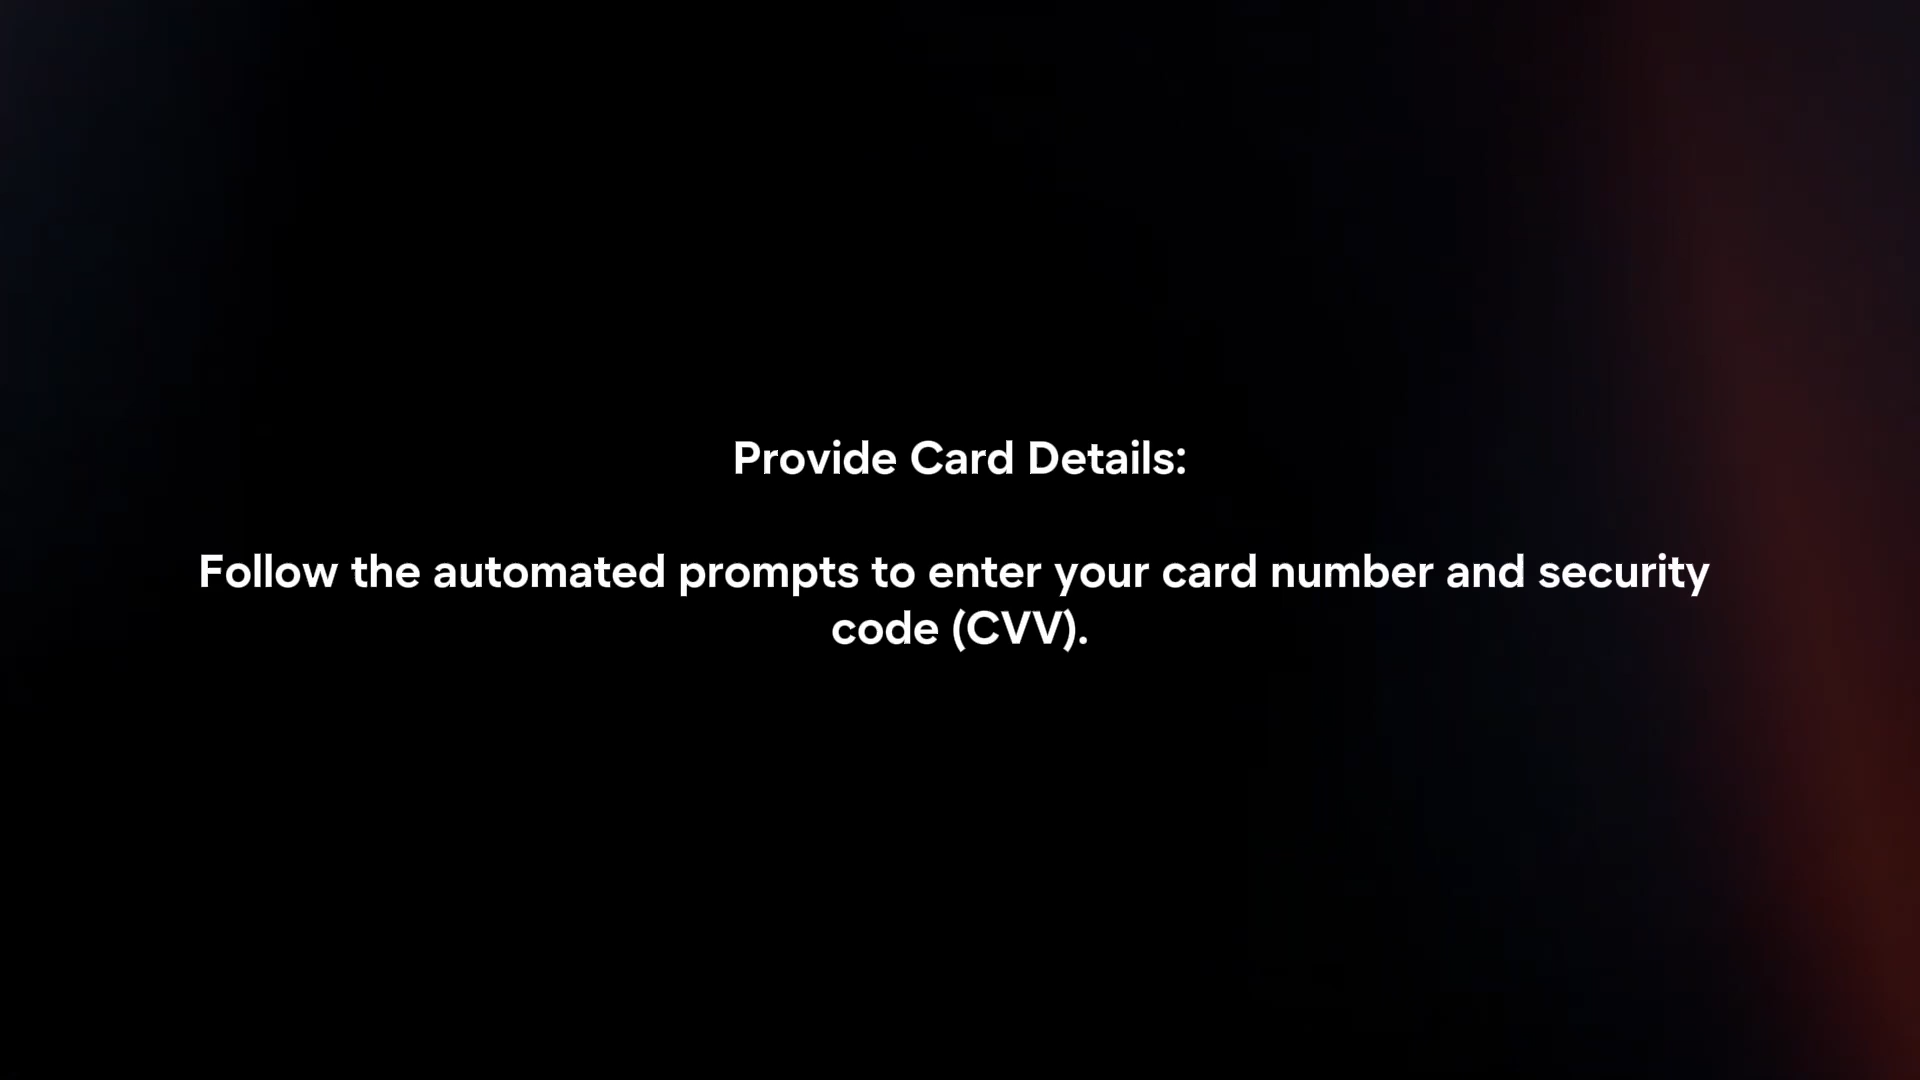 Provide Card Details:
Follow the automated prompts to enter your card number and security
code (CVV).